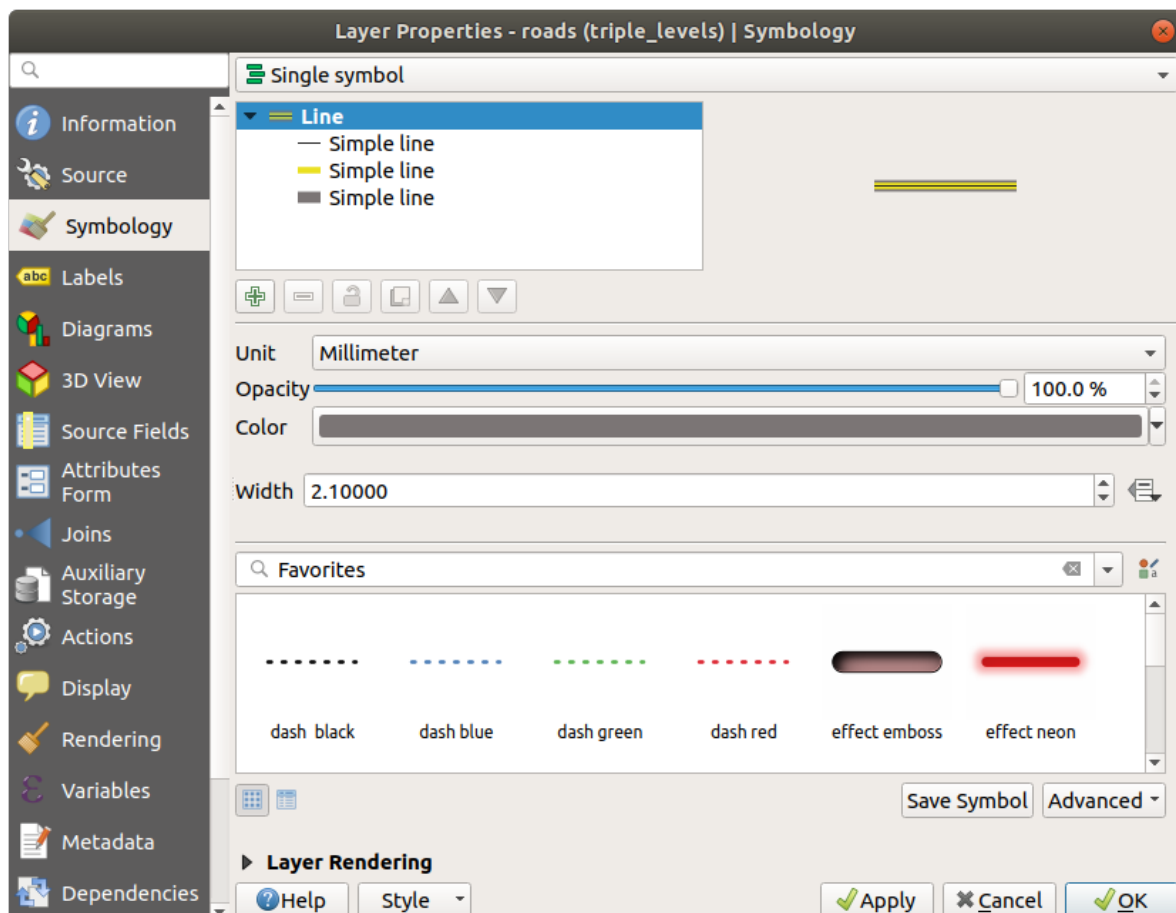 Layer Properties - roads (triple_levels) | Symbology
Single symbol
Information
Source
Symbology
abc Labels
Diagrams
3D View
Source Fields
Attributes
Form
Joins
Auxiliary
Storage
Actions
Display
Rendering
Variables
Metadata
Dependencies
Line
Simple line
Simple line
Simple line
Unit Millimeter
Opacity 100.0 %
Color
Width 2.10000
Favorites
dash black dash blue dash green dash red effect emboss effect neon
Save Symbol Advanced
Layer Rendering
Help Style Apply Cancel OK